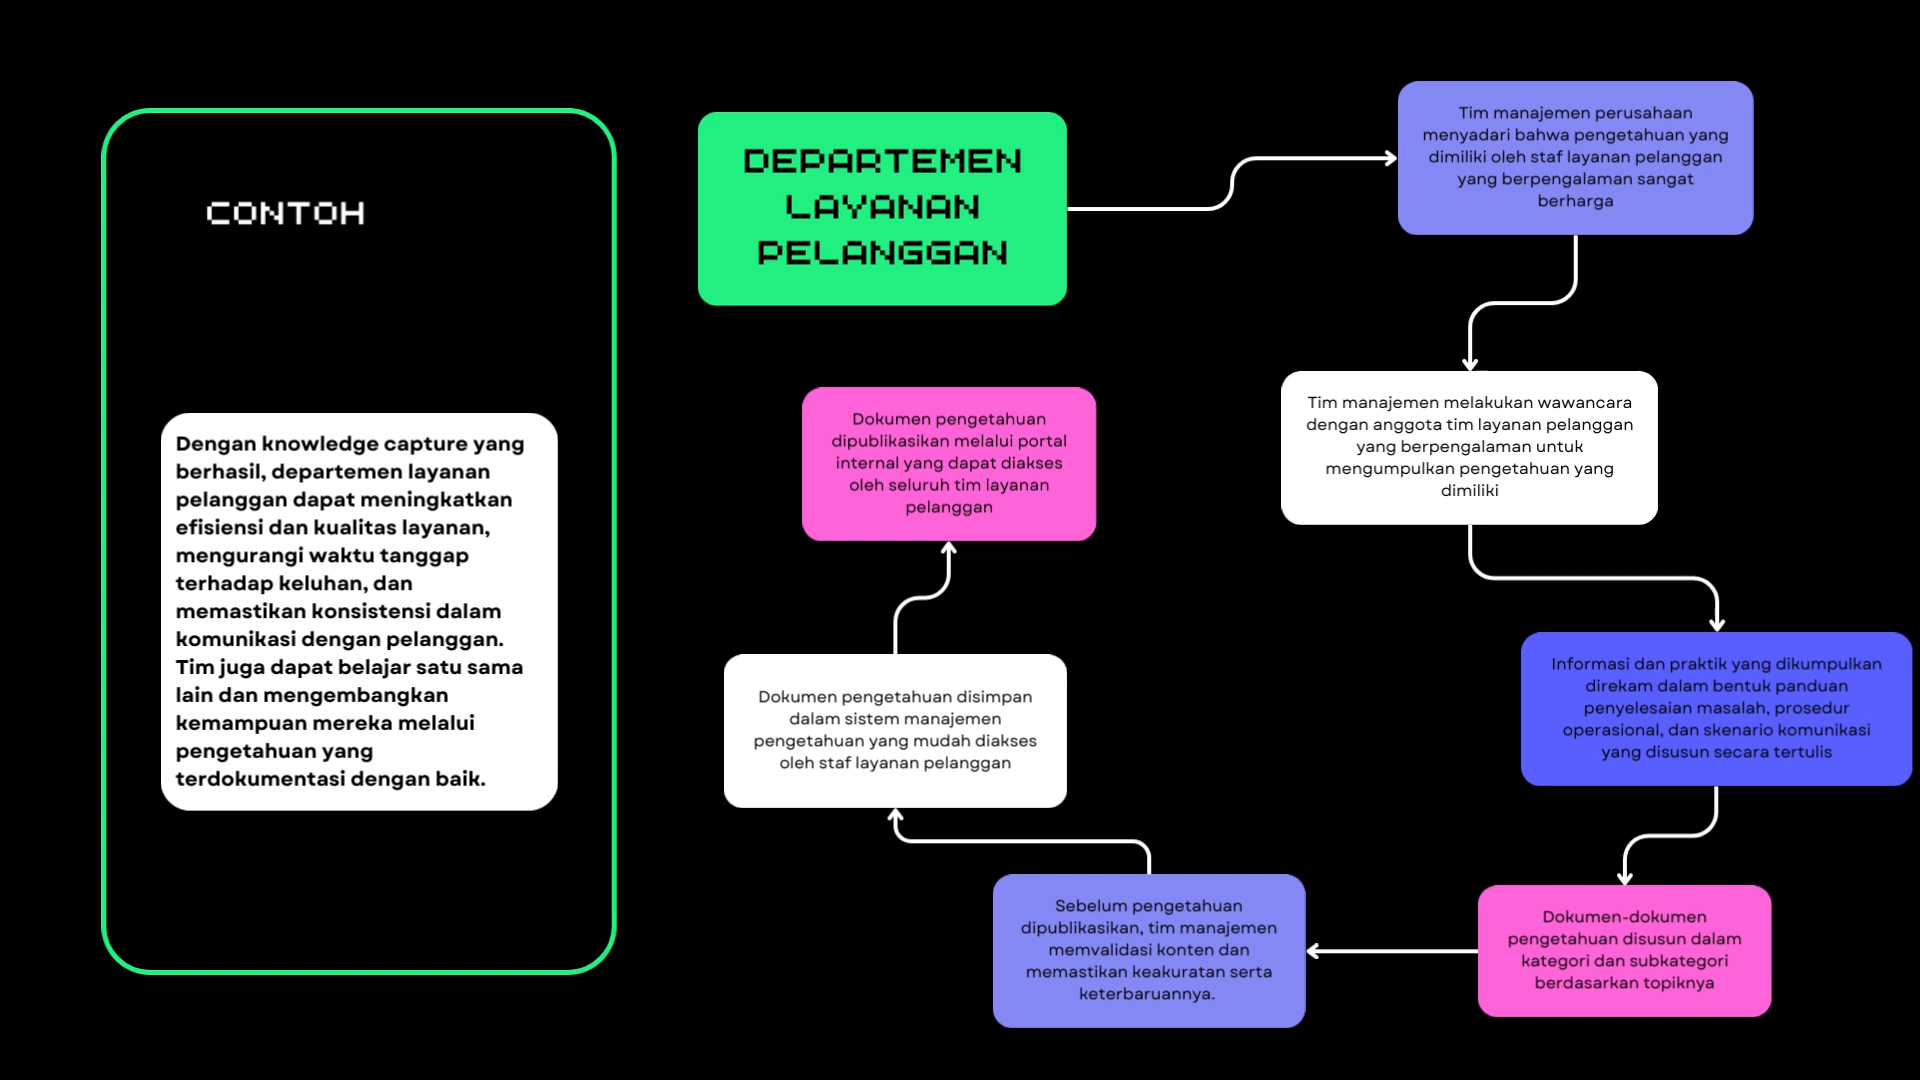 CONTOH
Dengan knowledge capture yang
berhasil, departemen layanan
pelanggan dapat meningkatkan
efisiensi dan kualitas layanan,
mengurangi waktu tanggap
terhadap keluhan, dan
memastikan konsistensi dalam
komunikasi dengan pelanggan.
Tim juga dapat belajar satu sama
lain dan mengembangkan
kemampuan mereka melalui
pengetahuan yang
terdokumentasi dengan baik.
DEPARTEMEN
LAYANAN
PELANGGAN
Tim manajemen perusahaan
menyadari bahwa pengetahuan yang
dimiliki oleh staf layanan pelanggan
yang berpengalaman sangat
berharga
Tim manajemen melakukan wawancara
dengan anggota tim layanan pelanggan
yang berpengalaman untuk
mengumpulkan pengetahuan yang
dimiliki
Informasi dan praktik yang dikumpulkan
direkam dalam bentuk panduan
penyelesaian masalah, prosedur
operasional, dan skenario komunikasi
yang disusun secara tertulis
Dokumen-dokumen
pengetahuan disusun dalam
kategori dan subkategori
berdasarkan topiknya
Sebelum pengetahuan
dipublikasikan, tim manajemen
memvalidasi konten dan
memastikan keakuratan serta
keterbaruannya.
Dokumen pengetahuan disimpan
dalam sistem manajemen
pengetahuan yang mudah diakses
oleh staf layanan pelanggan
Dokumen pengetahuan
dipublikasikan melalui portal
internal yang dapat diakses
oleh seluruh tim layanan
pelanggan